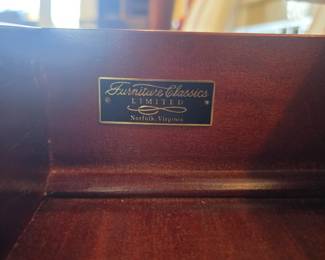 Furniture Classics
LIMITED
Norfolk, Virginia